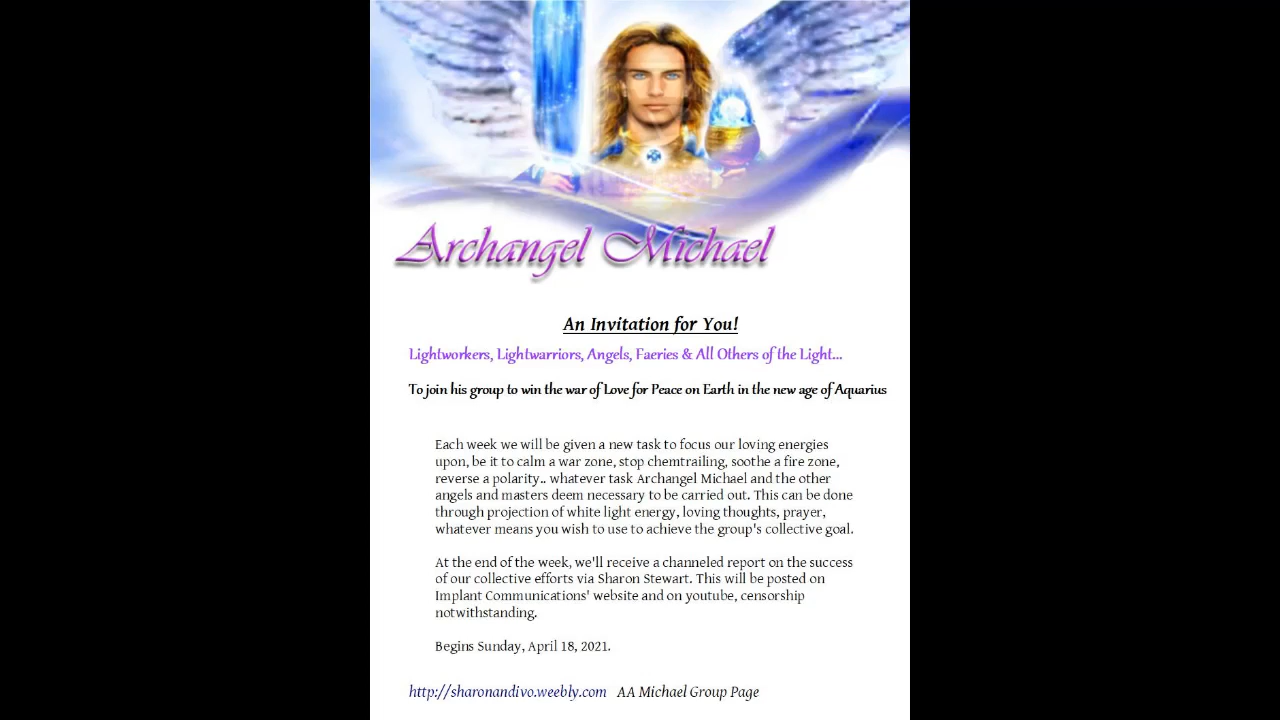 Archangel Michael
An Invitation for You!
Lightworkers, Lightwarriors, Angels, Faeries & All Others of the Light...
To join his group to win the war of Love for Peace on Earth in the new age of Aquarius
Each week we will be given a new task to focus our loving energies
upon, be it to calm a war zone, stop chemtrailing, soothe a fire zone,
reverse a polarity.. whatever task Archangel Michael and the other
angels and masters deem necessary to be carried out. This can be done
through projection of white light energy, loving thoughts, prayer,
whatever means you wish to use to achieve the group's collective goal.
At the end of the week, we'll receive a channeled report on the success
of our collective efforts via Sharon Stewart. This will be posted on
Implant Communications' website and on youtube, censorship
notwithstanding.
Begins Sunday, April 18, 2021.
http://sharonandivo.weebly.com AA Michael Group Page